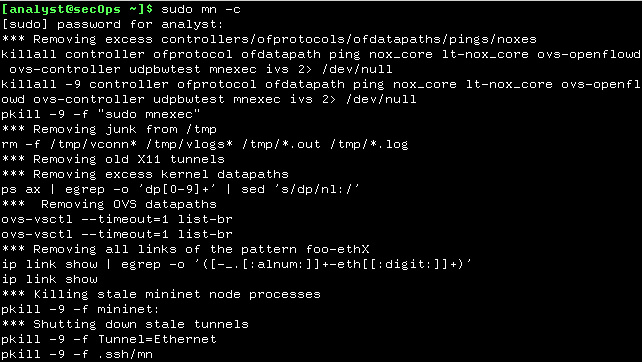 [analyst@secOps ~]$ sudo mn -c
[sudo] password for analyst:
*** Removing excess controllers/ofprotocols/ofdatapaths/pings/noxes
killall controller ofprotocol ofdatapath ping nox_core lt-nox_core ovs-openflowd
 ovs-controller udpbwtest mnexec ivs 2> /dev/null
killall -9 controller ofprotocol ofdatapath ping nox_core lt-nox_core ovs-openfl
owd ovs-controller udpbwtest mnexec ivs 2> /dev/null
pkill -9 -f "sudo mnexec"
*** Removing junk from /tmp
rm -f /tmp/vconn* /tmp/vlogs* /tmp/*.out /tmp/*.log
*** Removing old X11 tunnels
*** Removing excess kernel datapaths
ps ax | egrep -o 'dp[0-9]+' | sed 's/dp/nl:/'
***  Removing OVS datapaths
ovs-vsctl --timeout=1 list-br
ovs-vsctl --timeout=1 list-br
*** Removing all links of the pattern foo-ethX
ip link show | egrep -o '([-_.[:alnum:]]+-eth[[:digit:]]+)'
ip link show
*** Killing stale mininet node processes
pkill -9 -f mininet:
*** Shutting down stale tunnels
pkill -9 -f Tunnel=Ethernet
pkill -9 -f .ssh/mn